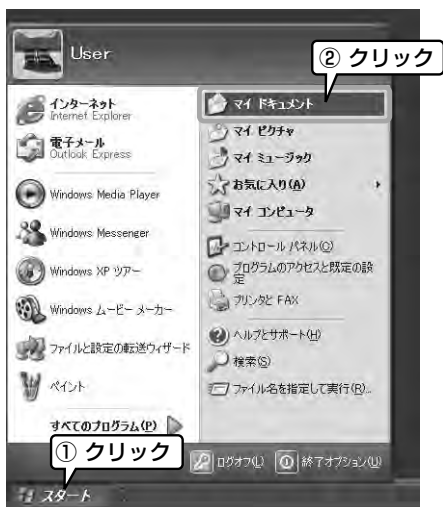 User
② クリック
インターネット
Internet Explorer
電子メール
Outlook Express
Windows Media Player
Windows Messenger
Windows XP ツアー
Windows ムービー メーカー
ファイルと設定の転送ウィザード
ペイント
すべてのプログラム(P)
マイ ドキュメント
マイ ピクチャ
マイ ミュージック
お気に入り(A)
マイ コンピュータ
コントロール パネル(C)
プログラムのアクセスと既定の設
定
プリンタと FAX
ヘルプとサポート(H)
検索(S)
ファイル名を指定して実行(R)...
① クリック
ログオフ(L)
終了オプション(U)
スタート